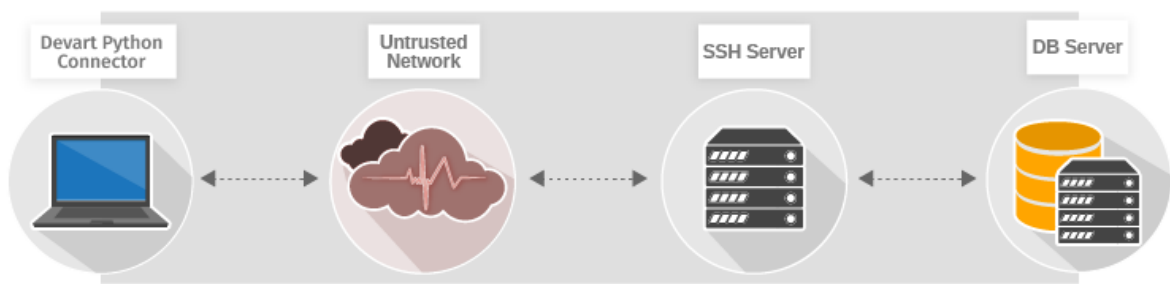 Devart Python
Connector
Untrusted
Network
SSH Server
DB Server